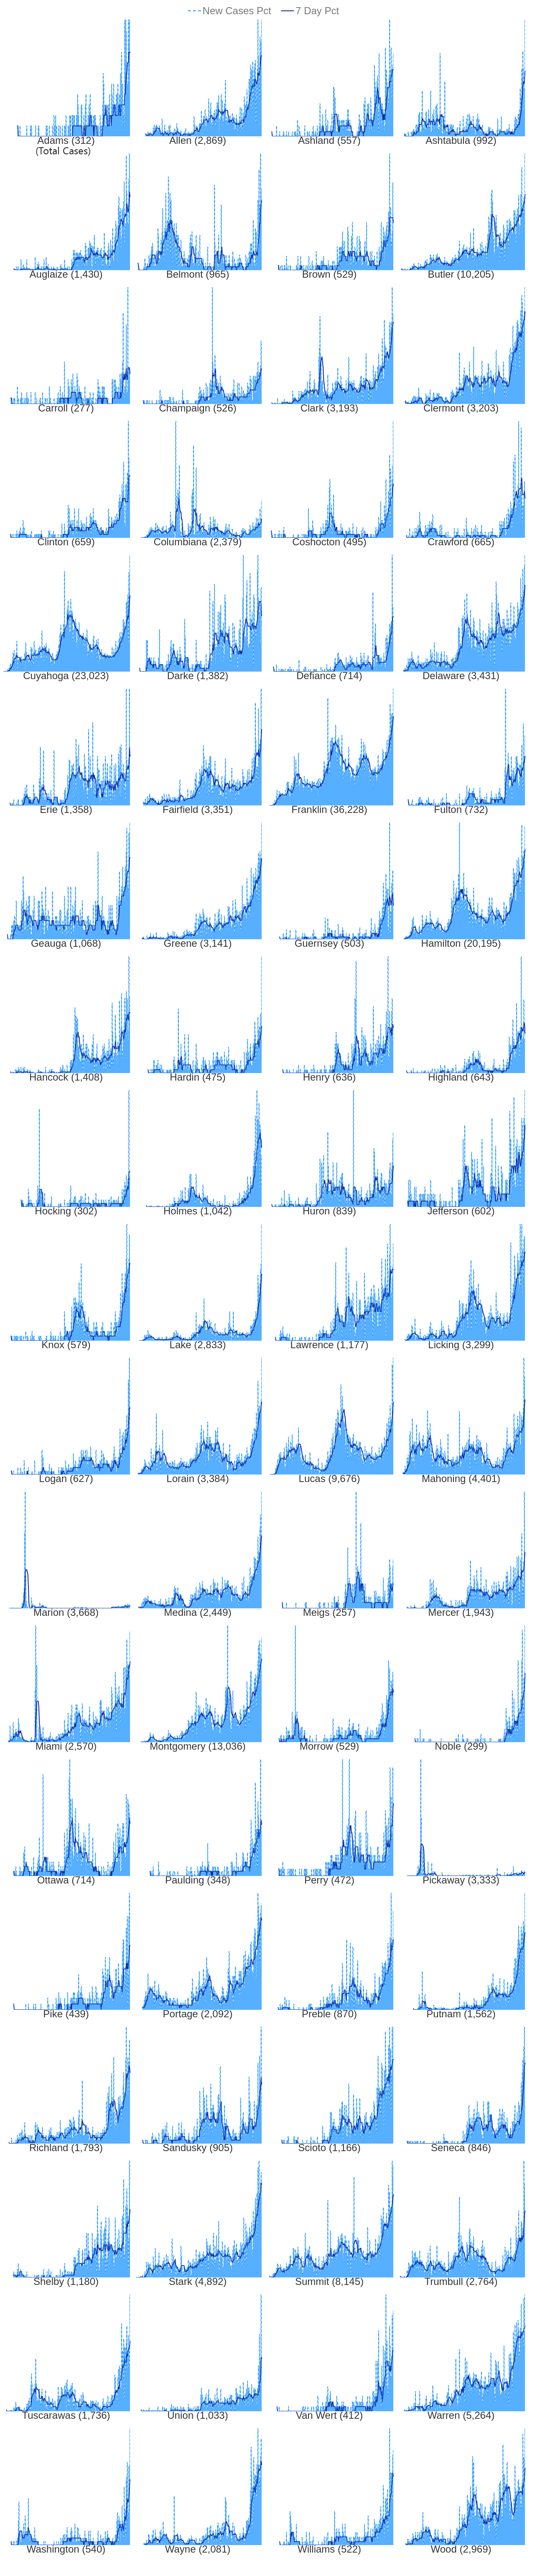 New Cases Pct 7 Day Pct
Adams (312) Allen (2,869) Ashland (557) Ashtabula (992)
(Total Cases)
Auglaize (1,430) Belmont (965) Brown (529) Butler (10,205)
Carroll (277) Champaign (526) Clark (3,193) Clermont (3,203)
Clinton (659) Columbiana (2,379) Coshocton (495) Crawford (665)
Cuyahoga (23,023) Darke (1,382) Defiance (714) Delaware (3,431)
Erie (1,358) Fairfield (3,351) Franklin (36,228) Fulton (732)
Geauga (1,068) Greene (3,141) Guernsey (503) Hamilton (20,195)
Hancock (1,408) Hardin (475) Henry (636) Highland (643)
Hocking (302) Holmes (1,042) Huron (839) Jefferson (602)
Knox (579) Lake (2,833) Lawrence (1,177) Licking (3,299)
Logan (627) Lorain (3,384) Lucas (9,676) Mahoning (4,401)
Marion (3,668) Medina (2,449) Meigs (257) Mercer (1,943)
Miami (2,570) Montgomery (13,036) Morrow (529) Noble (299)
Ottawa (714) Paulding (348) Perry (472) Pickaway (3,333)
Pike (439) Portage (2,092) Preble (870) Putnam (1,562)
Richland (1,793) Sandusky (905) Scioto (1,166) Seneca (846)
Shelby (1,180) Stark (4,892) Summit (8,145) Trumbull (2,764)
Tuscarawas (1,736) Union (1,033) Van Wert (412) Warren (5,264)
Washington (540) Wayne (2,081) Williams (522) Wood (2,969)